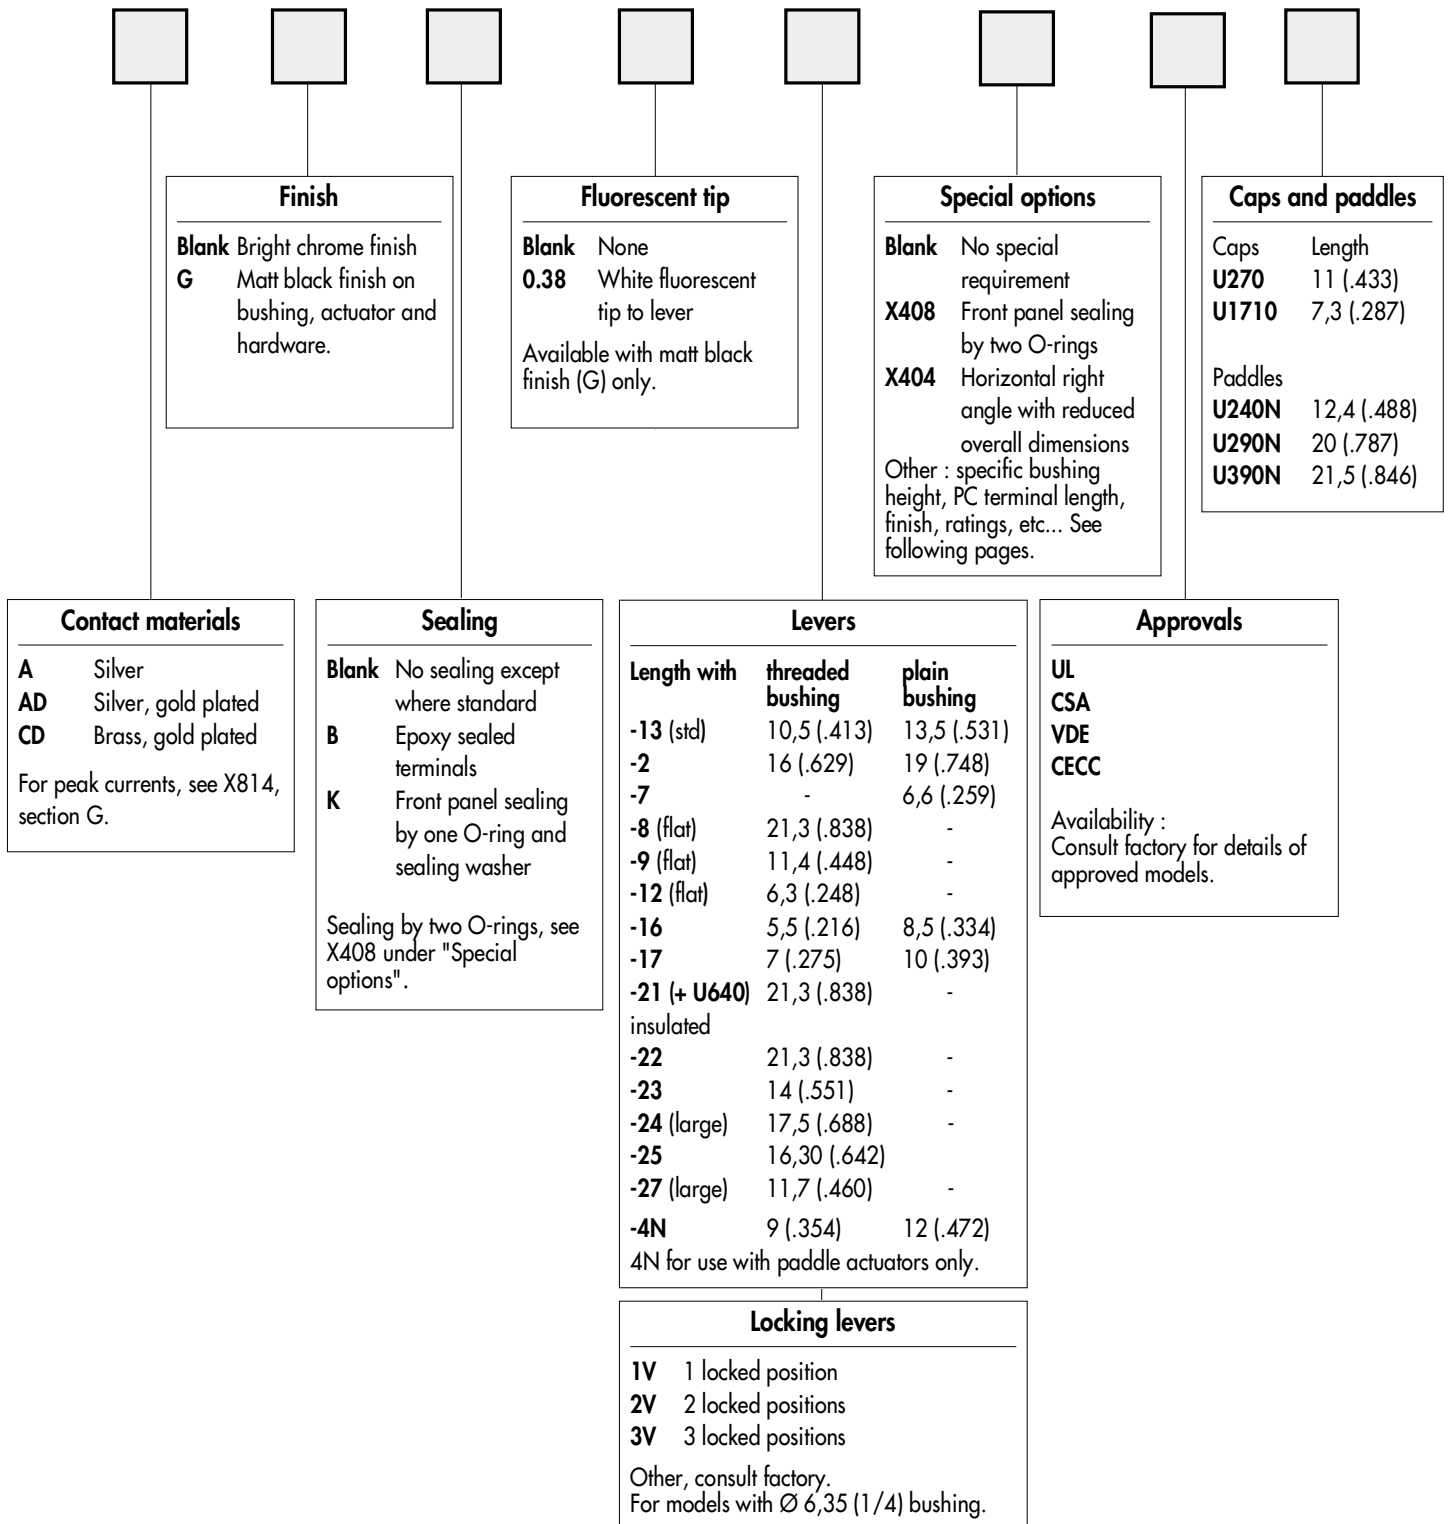 Finish
Blank Bright chrome finish
G Matt black finish on
bushing, actuator and
hardware.
Fluorescent tip
Blank None
0.38 White fluorescent
tip to lever
Available with matt black
finish (G) only.
Special options
Blank No special
requirement
X408 Front panel sealing
by two O-rings
X404 Horizontal right
angle with reduced
overall dimensions
Other : specific bushing
height, PC terminal length,
finish, ratings, etc... See
following pages.
Caps and paddles
Caps Length
U270 11 (.433)
U1710 7,3 (.287)
Paddles
U240N 12,4 (.488)
U290N 20 (.787)
U390N 21,5 (.846)
Contact materials
A Silver
AD Silver, gold plated
CD Brass, gold plated
For peak currents, see X814,
section G.
Sealing
Blank No sealing except
where standard
B Epoxy sealed
terminals
K Front panel sealing
by one O-ring and
sealing washer
Sealing by two O-rings, see
X408 under "Special
options".
Levers
Length with threaded plain
bushing bushing
-13 (std) 10,5 (.413) 13,5 (.531)
-2 16 (.629) 19 (.748)
-7 - 6,6 (.259)
-8 (flat) 21,3 (.838) -
-9 (flat) 11,4 (.448) -
-12 (flat) 6,3 (.248) -
-16 5,5 (.216) 8,5 (.334)
-17 7 (.275) 10 (.393)
-21 (+ U640) 21,3 (.838) -
insulated
-22 21,3 (.838) -
-23 14 (.551) -
-24 (large) 17,5 (.688) -
-25 16,30 (.642)
-27 (large) 11,7 (.460) -
-4N 9 (.354) 12 (.472)
4N for use with paddle actuators only.
Approvals
UL
CSA
VDE
CECC
Availability :
Consult factory for details of
approved models.
Locking levers
1V 1 locked position
2V 2 locked positions
3V 3 locked positions
Other, consult factory.
For models with Ø 6,35 (1/4) bushing.